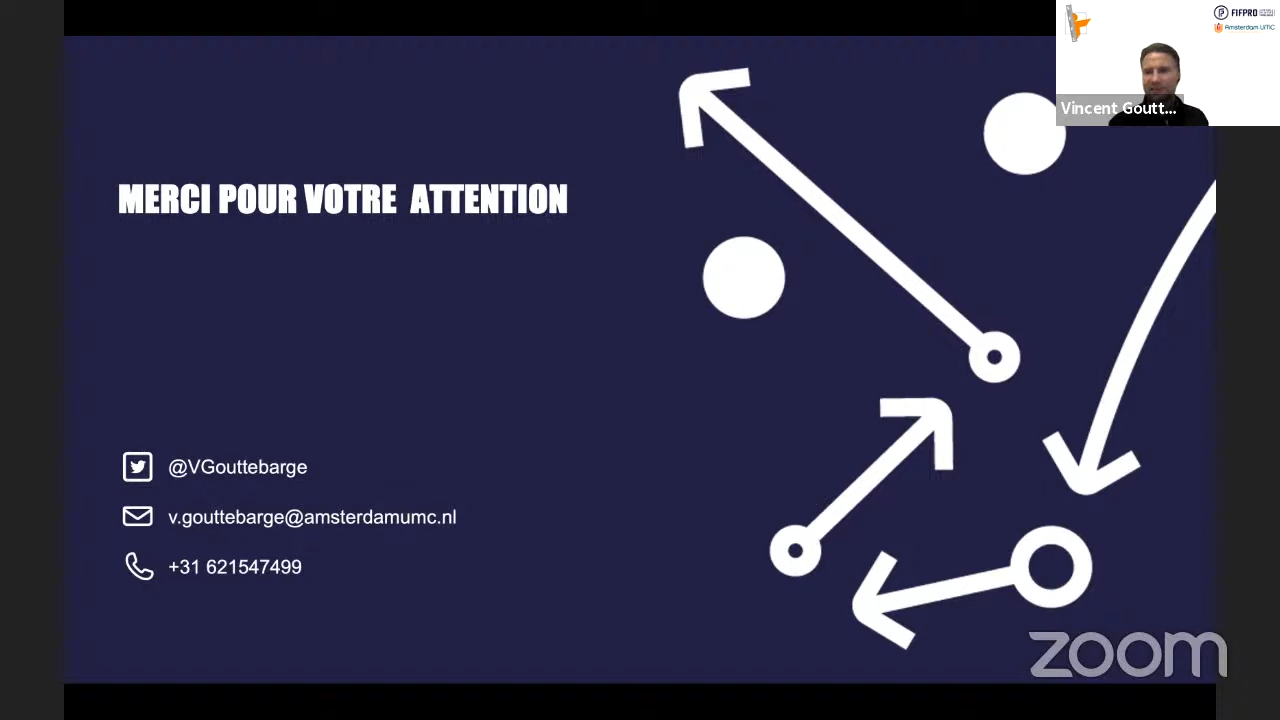 FIFPRO
Amsterdam UMC
Vincent Goutt...
MERCI POUR VOTRE ATTENTION
@VGouttebarge
v.gouttebarge@amsterdamumc.nl
+31 621547499
zoom